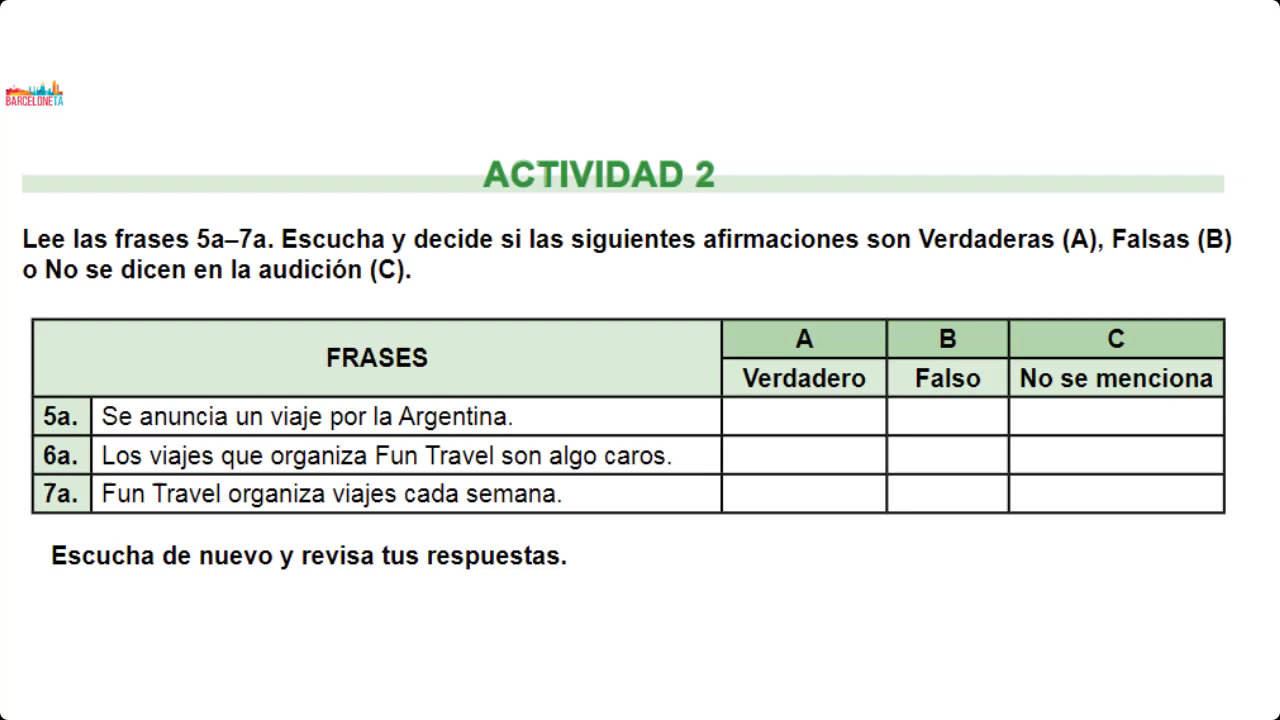 BARCELONETA
ACTIVIDAD 2
Lee las frases 5a–7a. Escucha y decide si las siguientes afirmaciones son Verdaderas (A), Falsas (B)
o No se dicen en la audición (C).
FRASES
A
B
C
Verdadero
Falso
No se menciona
5a. Se anuncia un viaje por la Argentina.
6a. Los viajes que organiza Fun Travel son algo caros.
7a. Fun Travel organiza viajes cada semana.
Escucha de nuevo y revisa tus respuestas.